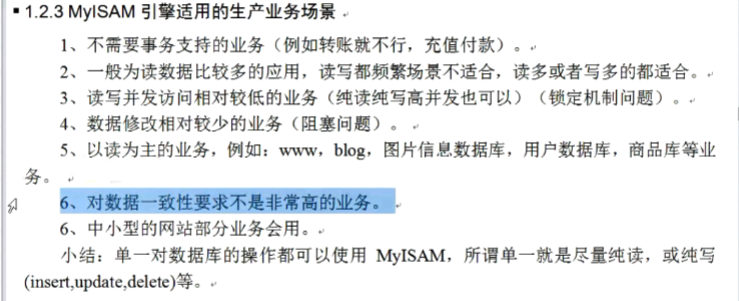 ▪ 1.2.3 MyISAM 引擎适用的生产业务场景
1、不需要事务支持的业务（例如转账就不行，充值付款）。
2、一般为读数据比较多的应用，读写都频繁场景不适合，读多或者写多的都适合。
3、读写并发访问相对较低的业务（纯读纯写高并发也可以）（锁定机制问题）。
4、数据修改相对较少的业务（阻塞问题）。
5、以读为主的业务，例如：www，blog，图片信息数据库，用户数据库，商品库等业
务。
6、对数据一致性要求不是非常高的业务。
6、中小型的网站部分业务会用。
小结：单一对数据库的操作都可以使用 MyISAM，所谓单一就是尽量纯读，或纯写
(insert,update,delete)等。